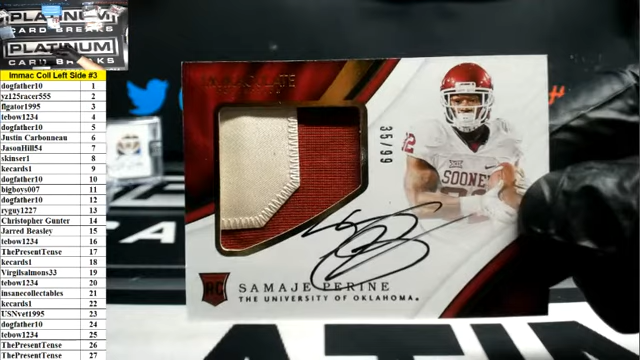 PLATINUM
CARD BREAKS
PLATINUM
CARD BREAKS
Immac Coll Left Side #3
dogfather10 1
yz125racer555 2
flgator1995 3
tebow1234 4
dogfather10 5
Justin Carbonneau 6
JasonHill54 7
skinser1 8
kecards1 9
dogfather10 10
bigboys007 11
dogfather10 12
ryguy1227 13
Christopher Gunter 14
Jarred Beasley 15
tebow1234 16
ThePresentTense 17
kecards1 18
Virgilsalmons33 19
tebow1234 20
insanecollectables 21
kecards1 22
USNvet1995 23
dogfather10 24
tebow1234 25
ThePresentTense 26
ThePresentTense 27
IMMACULATE
35/99
SOONE
RC
SAMAJE PERINE
THE UNIVERSITY OF OKLAHOMA